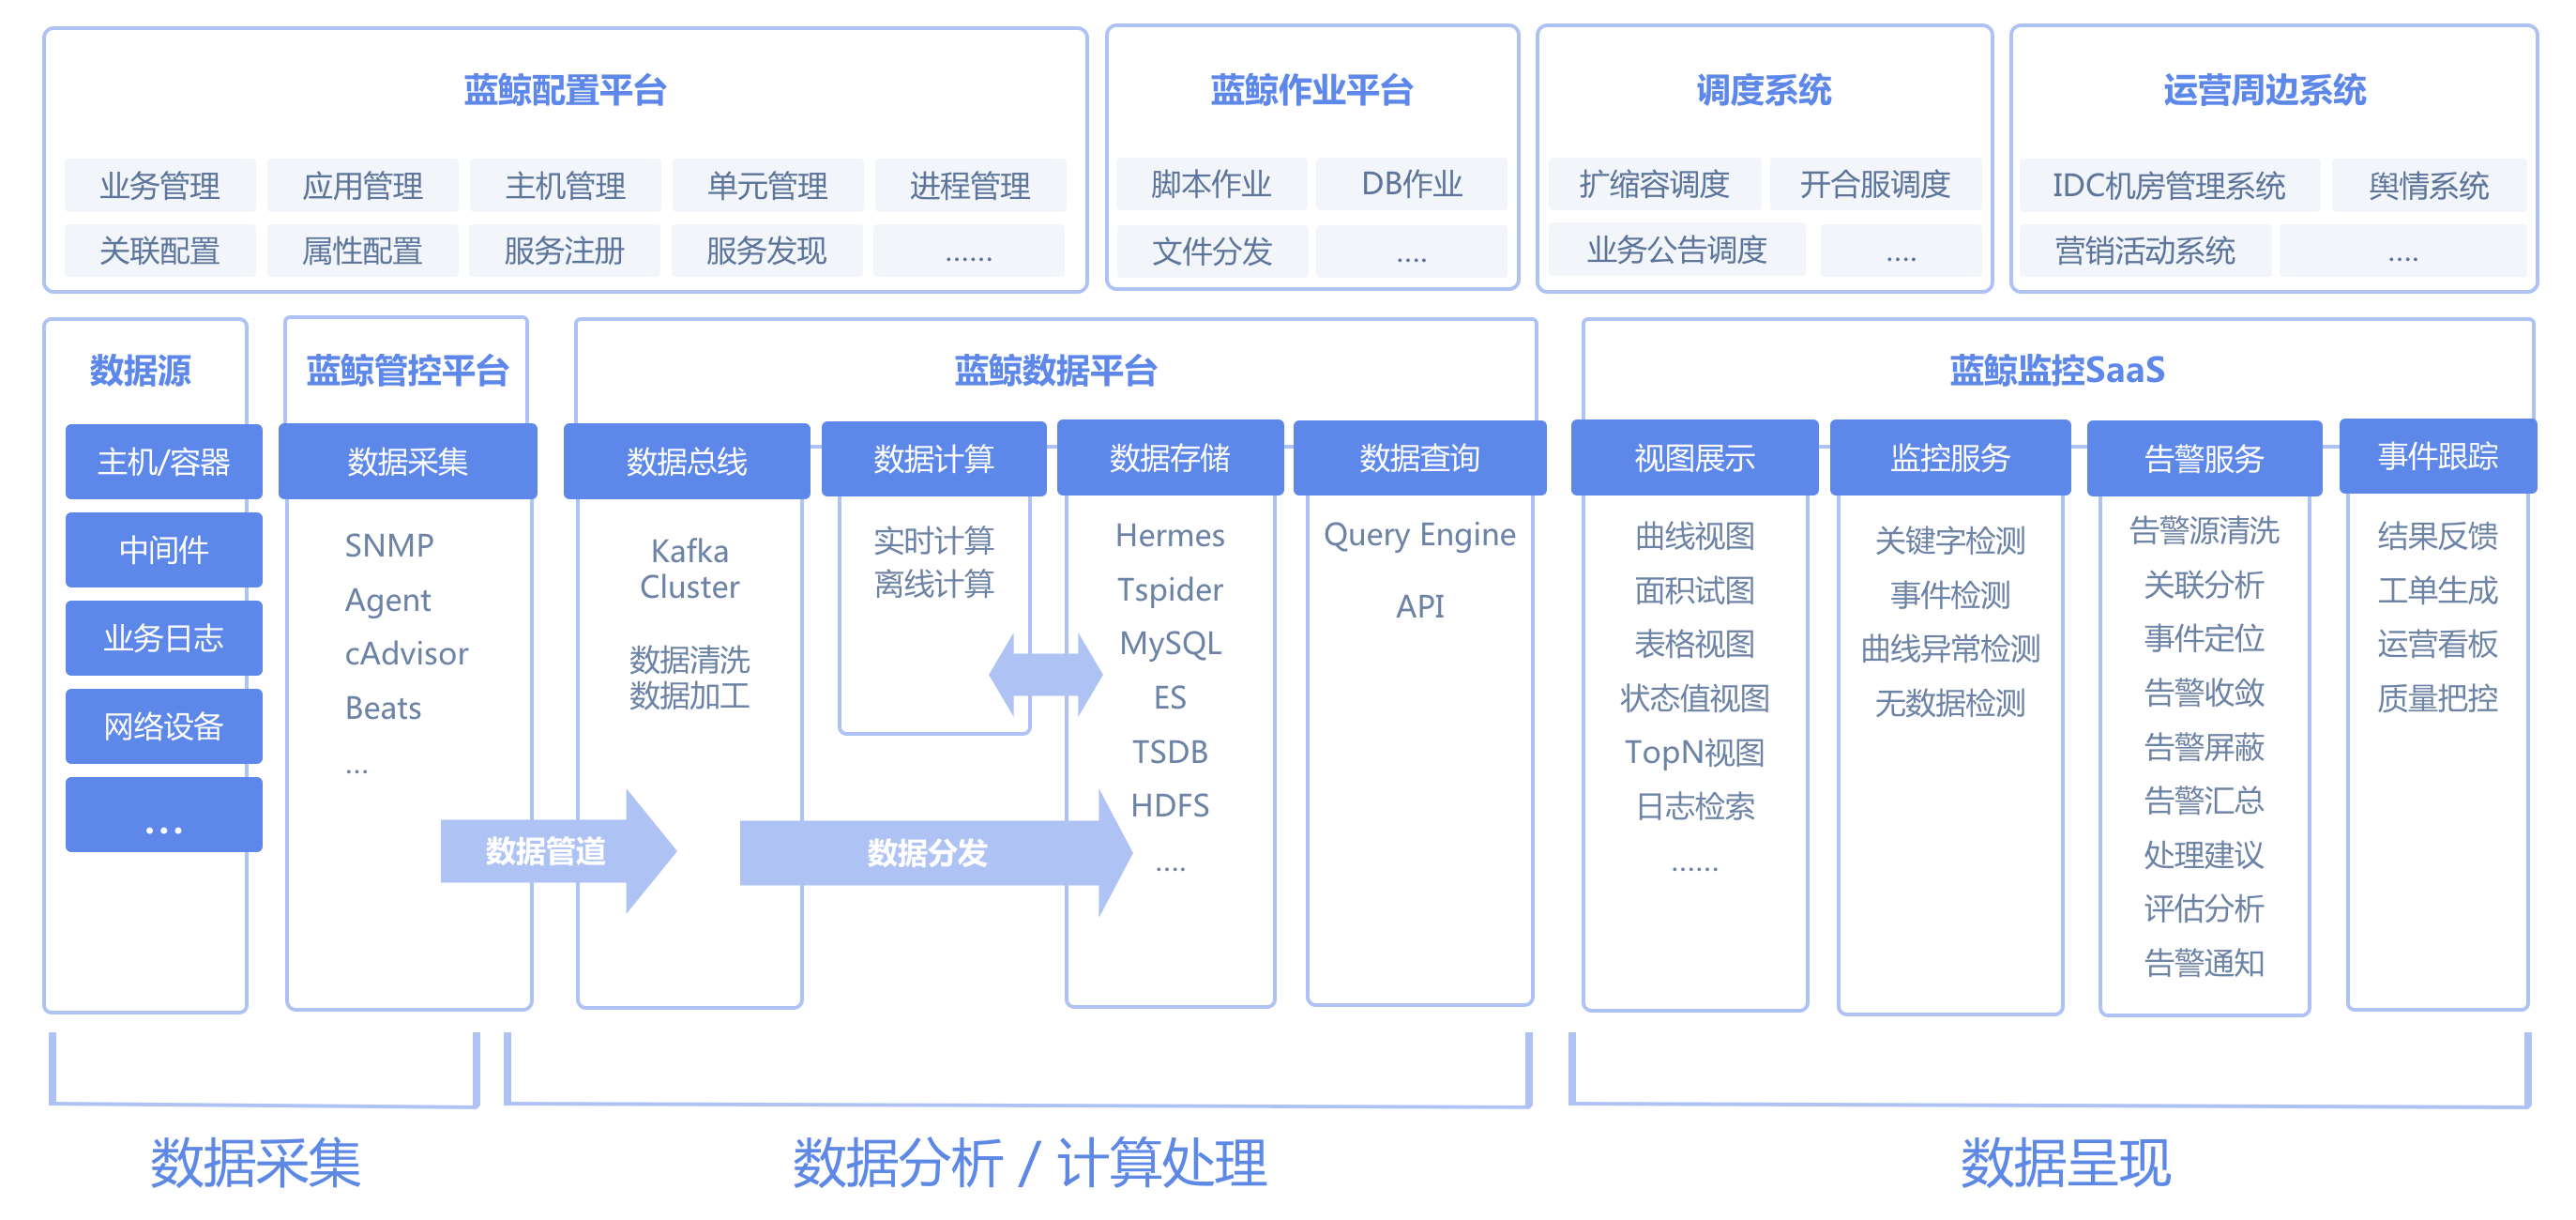 蓝鲸配置平台
业务管理
应用管理
主机管理
单元管理
进程管理
关联配置
属性配置
服务注册
服务发现
......
蓝鲸作业平台
脚本作业
DB作业
文件分发
....
调度系统
扩缩容调度
开合服调度
业务公告调度
....
运营周边系统
IDC机房管理系统
舆情系统
营销活动系统
....
数据源
主机/容器
中间件
业务日志
网络设备
...
蓝鲸管控平台
数据采集
SNMP
Agent
cAdvisor
Beats
...
数据管道
蓝鲸数据平台
数据总线
Kafka
Cluster
数据清洗
数据加工
数据分发
数据计算
实时计算
离线计算
数据存储
Hermes
Tspider
MySQL
ES
TSDB
HDFS
....
数据查询
Query Engine
API
蓝鲸监控SaaS
视图展示
曲线视图
面积试图
表格视图
状态值视图
TopN视图
日志检索
......
监控服务
关键字检测
事件检测
曲线异常检测
无数据检测
告警服务
告警源清洗
关联分析
事件定位
告警收敛
告警屏蔽
告警汇总
处理建议
评估分析
告警通知
事件跟踪
结果反馈
工单生成
运营看板
质量把控
数据采集
数据分析 / 计算处理
数据呈现